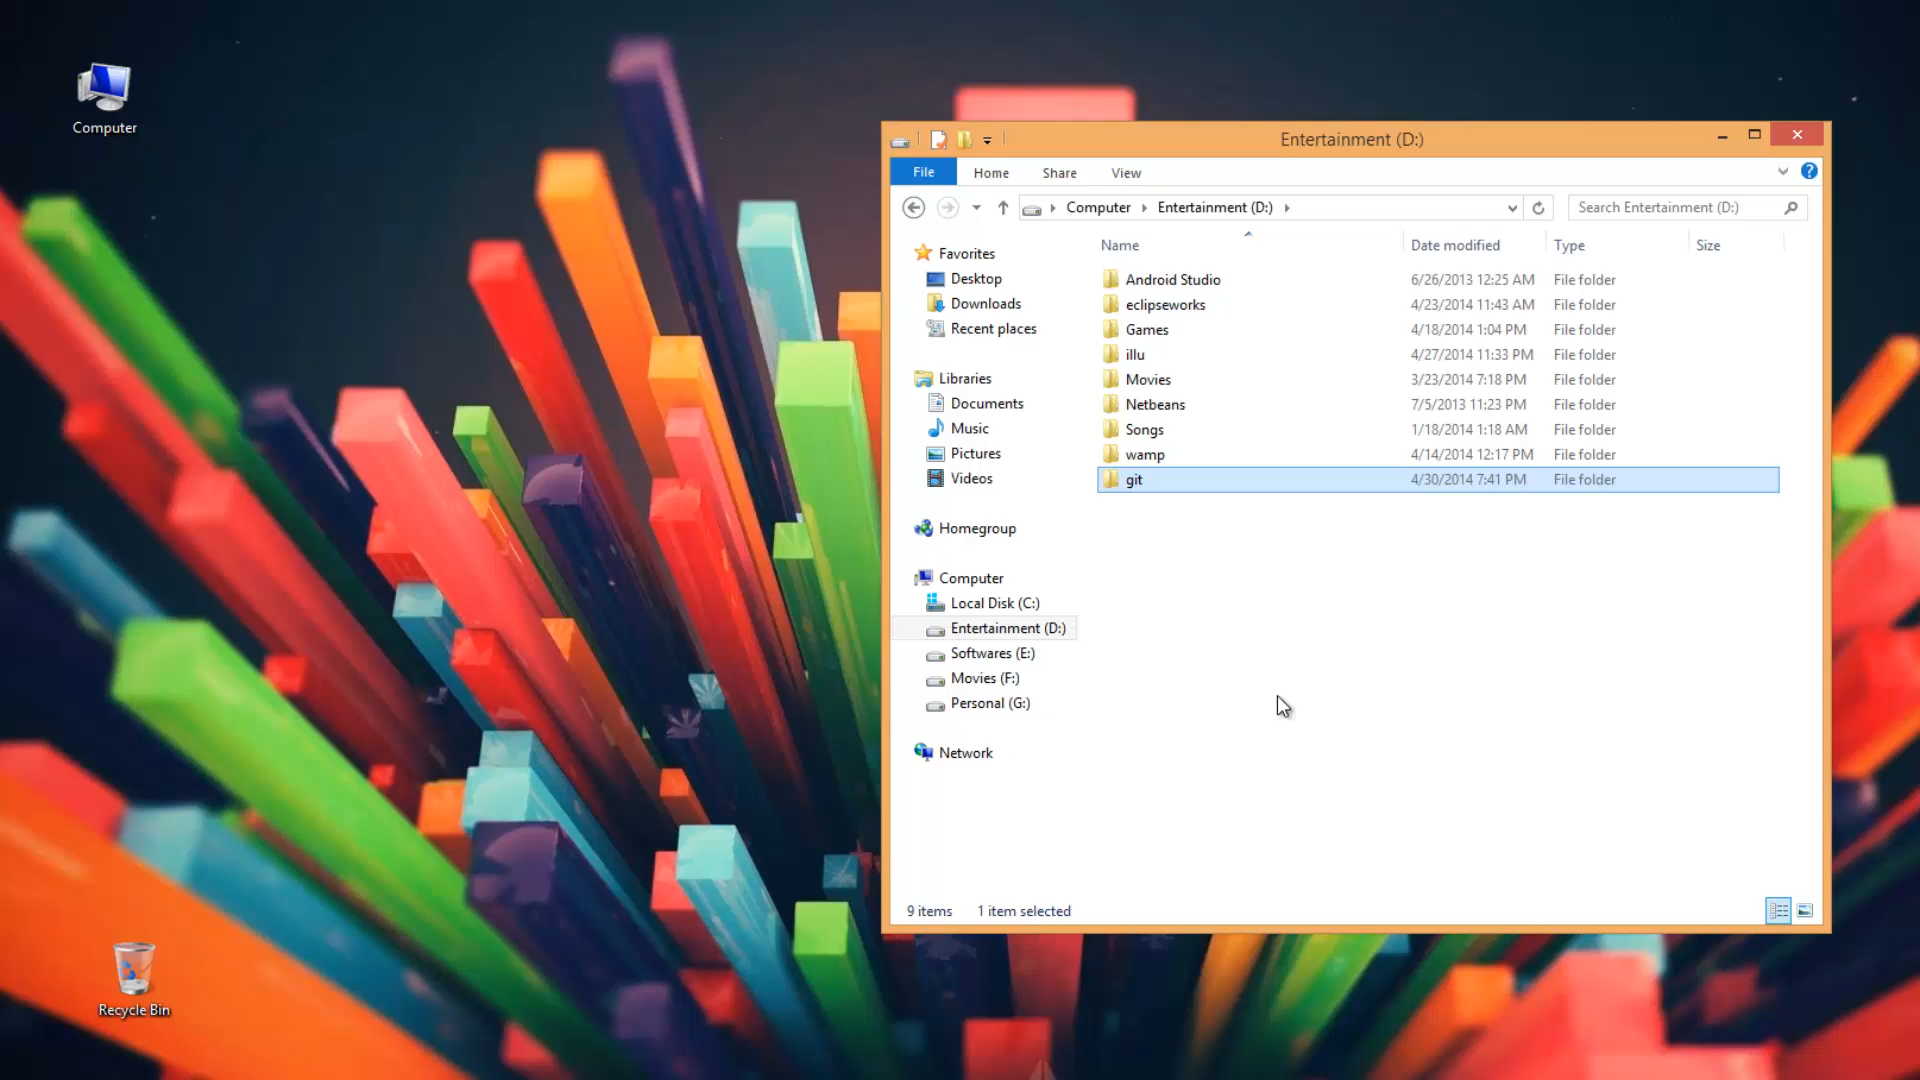 Computer
Recycle Bin
Entertainment (D:)
File Home Share View
Computer Entertainment (D:) Search Entertainment (D:)
Favorites
Desktop
Downloads
Recent places
Libraries
Documents
Music
Pictures
Videos
Homegroup
Computer
Local Disk (C:)
Entertainment (D:)
Softwares (E:)
Movies (F:)
Personal (G:)
Network
Name Date modified Type Size
Android Studio 6/26/2013 12:25 AM File folder
eclipseworks 4/23/2014 11:43 AM File folder
Games 4/18/2014 1:04 PM File folder
illu 4/27/2014 11:33 PM File folder
Movies 3/23/2014 7:18 PM File folder
Netbeans 7/5/2013 11:23 PM File folder
Songs 1/18/2014 1:18 AM File folder
wamp 4/14/2014 12:17 PM File folder
git 4/30/2014 7:41 PM File folder
9 items 1 item selected